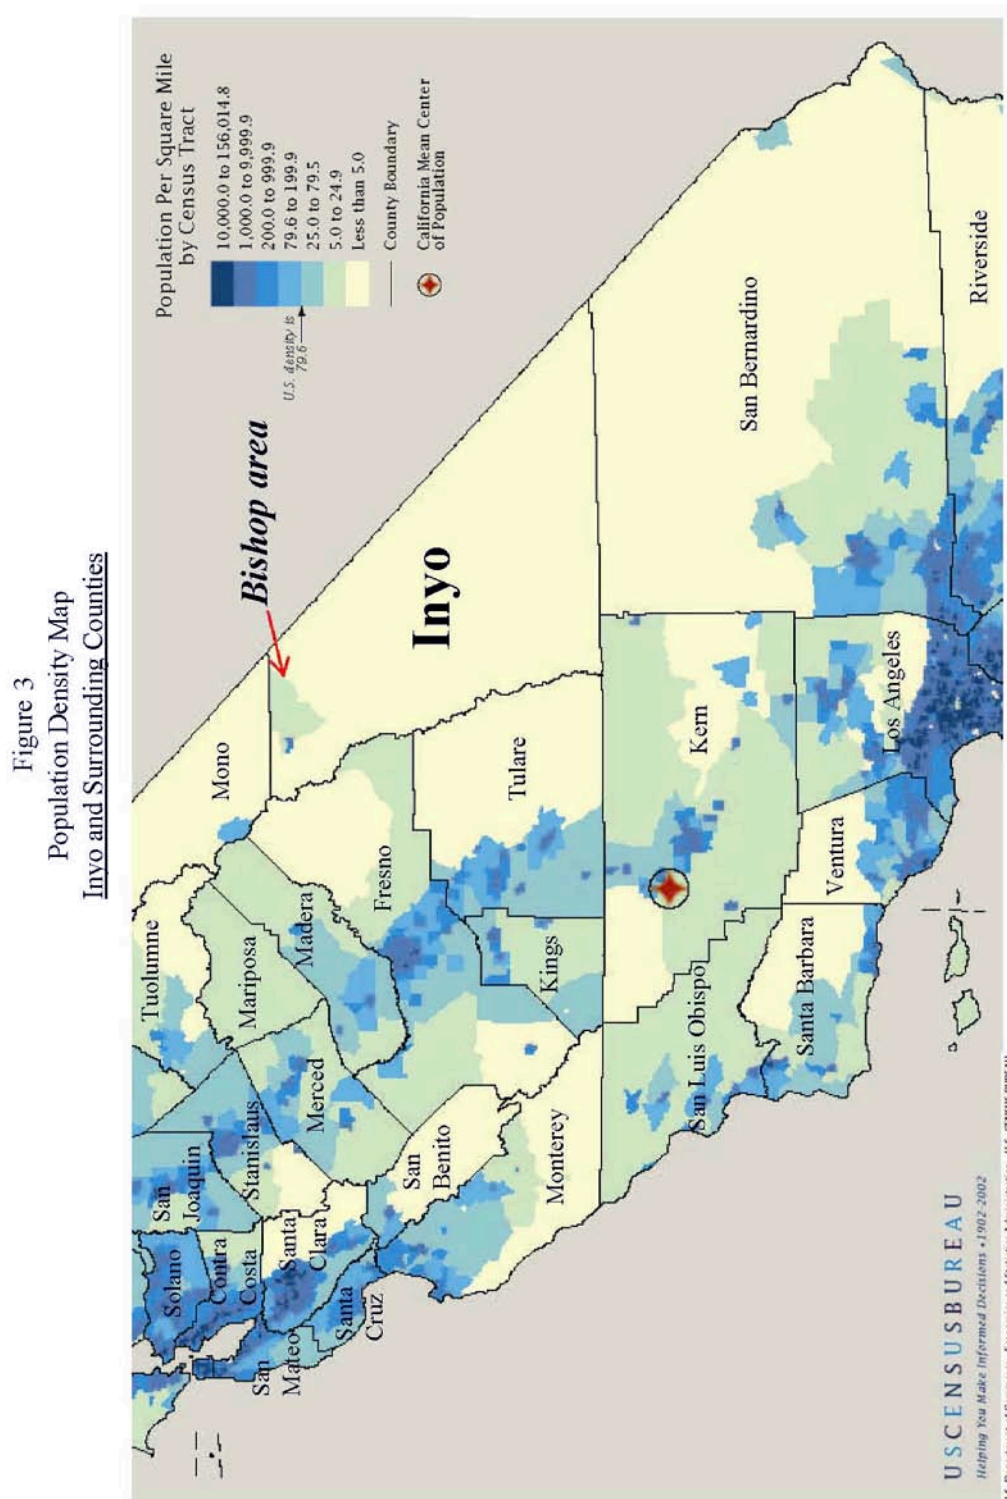 Figure 3
Population Density Map
Inyo and Surrounding Counties
Population Per Square Mile
by Census Tract
10,000.0 to 156,014.8
1,000.0 to 9,999.9
200.0 to 999.9
79.6 to 199.9
25.0 to 79.5
5.0 to 24.9
Less than 5.0
U.S. density is
79.6
County Boundary
California Mean Center
of Population
Bishop area
Inyo
Mono
Tuolumne
Mariposa
Madera
Fresno
Tulare
Kings
Merced
Stanislaus
San
Joaquin
Solano
Contra
Costa
Santa
Clara
San
Mateo
Santa
Cruz
San
Benito
Monterey
San Luis Obispo
Kern
Santa Barbara
Ventura
Los Angeles
San Bernardino
Riverside
USCENSUSBUREAU
Helping You Make Informed Decisions • 1902-2002